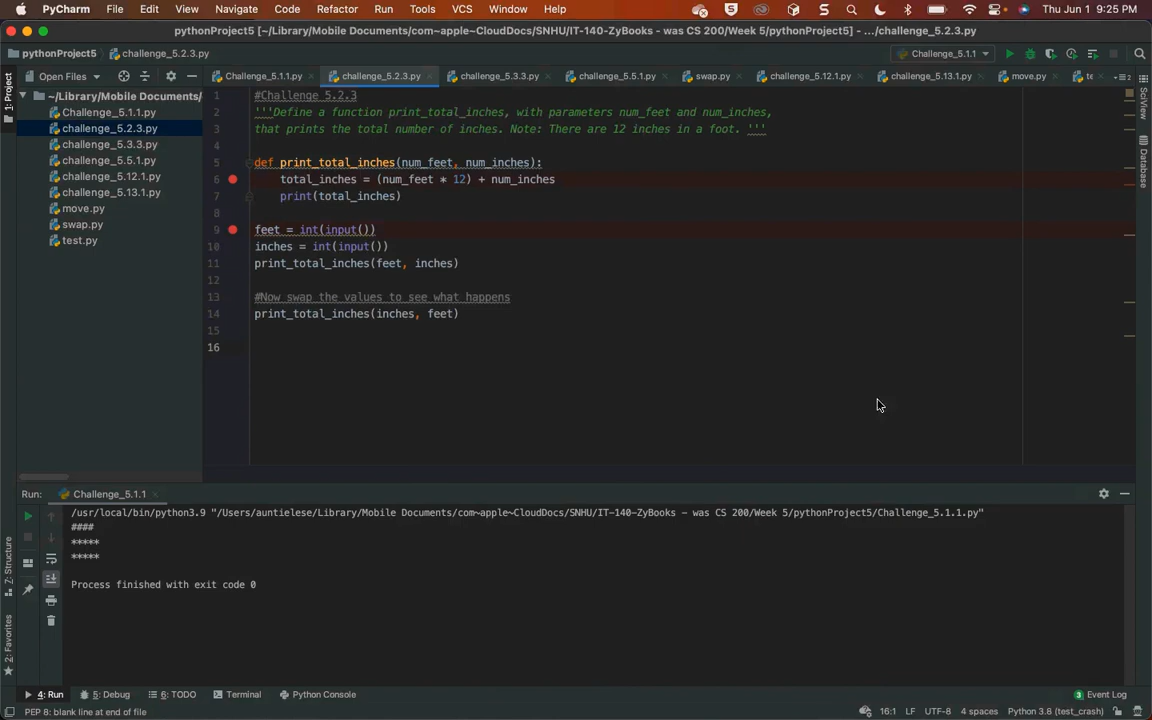 PyCharm File Edit View Navigate Code Refactor Run Tools VCS Window Help Thu Jun 1 9:25 PM
pythonProject5 [~/Library/Mobile Documents/com~apple~CloudDocs/SNHU/IT-140-ZyBooks - was CS 200/Week 5/pythonProject5] - .../challenge_5.2.3.py
pythonProject5 challenge_5.2.3.py Challenge_5.1.1
Open Files Challenge_5.1.1.py challenge_5.2.3.py challenge_5.3.3.py challenge_5.5.1.py swap.py challenge_5.12.1.py challenge_5.13.1.py move.py te 2
1: Project
SciView
Database
~/Library/Mobile Documents/
Challenge_5.1.1.py
challenge_5.2.3.py
challenge_5.3.3.py
challenge_5.5.1.py
challenge_5.12.1.py
challenge_5.13.1.py
move.py
swap.py
test.py
1 #Challenge 5.2.3
2 '''Define a function print_total_inches, with parameters num_feet and num_inches,
3 that prints the total number of inches. Note: There are 12 inches in a foot. '''
4
5 def print_total_inches(num_feet, num_inches):
6 total_inches = (num_feet * 12) + num_inches
7 print(total_inches)
8
9 feet = int(input())
10 inches = int(input())
11 print_total_inches(feet, inches)
12
13 #Now swap the values to see what happens
14 print_total_inches(inches, feet)
15
16
Run: Challenge_5.1.1
/usr/local/bin/python3.9 "/Users/auntielese/Library/Mobile Documents/com~apple~CloudDocs/SNHU/IT-140-ZyBooks - was CS 200/Week 5/pythonProject5/Challenge_5.1.1.py"
####
*****
*****
Process finished with exit code 0
Z: Structure
2: Favorites
4: Run 5: Debug 6: TODO Terminal Python Console 3 Event Log
PEP 8: blank line at end of file 16:1 LF UTF-8 4 spaces Python 3.8 (test_crash)